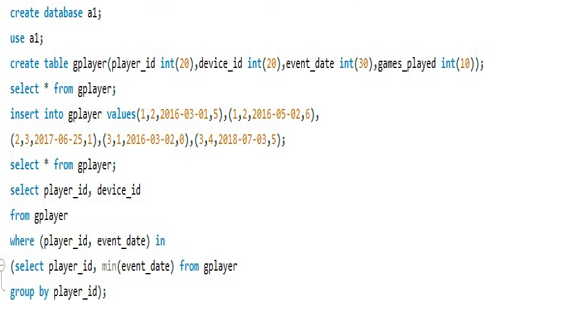 create database a1;
use a1;
create table gplayer(player_id int(20),device_id int(20),event_date int(30),games_played int(10));
select * from gplayer;
insert into gplayer values(1,2,2016-03-01,5),(1,2,2016-05-02,6),
(2,3,2017-06-25,1),(3,1,2016-03-02,0),(3,4,2018-07-03,5);
select * from gplayer;
select player_id, device_id
from gplayer
where (player_id, event_date) in
(select player_id, min(event_date) from gplayer
group by player_id);